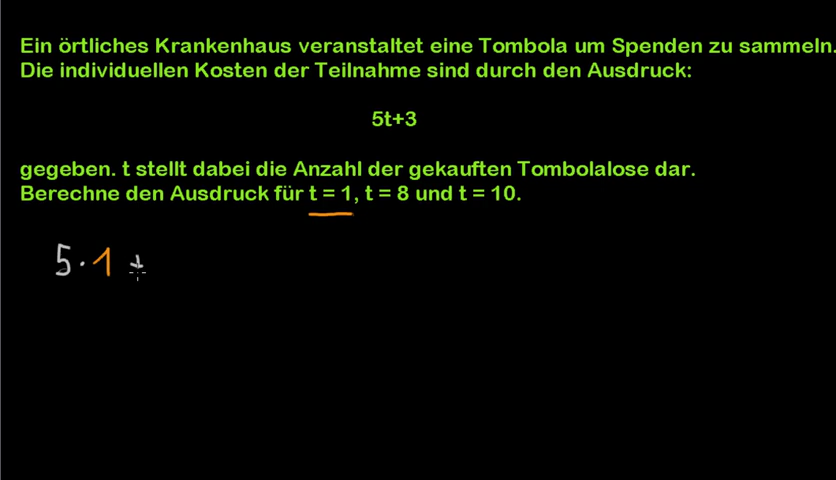 Ein örtliches Krankenhaus veranstaltet eine Tombola um Spenden zu sammeln.
Die individuellen Kosten der Teilnahme sind durch den Ausdruck:
5t+3
gegeben. t stellt dabei die Anzahl der gekauften Tombolalose dar.
Berechne den Ausdruck für t = 1, t = 8 und t = 10.
5 · 1 +